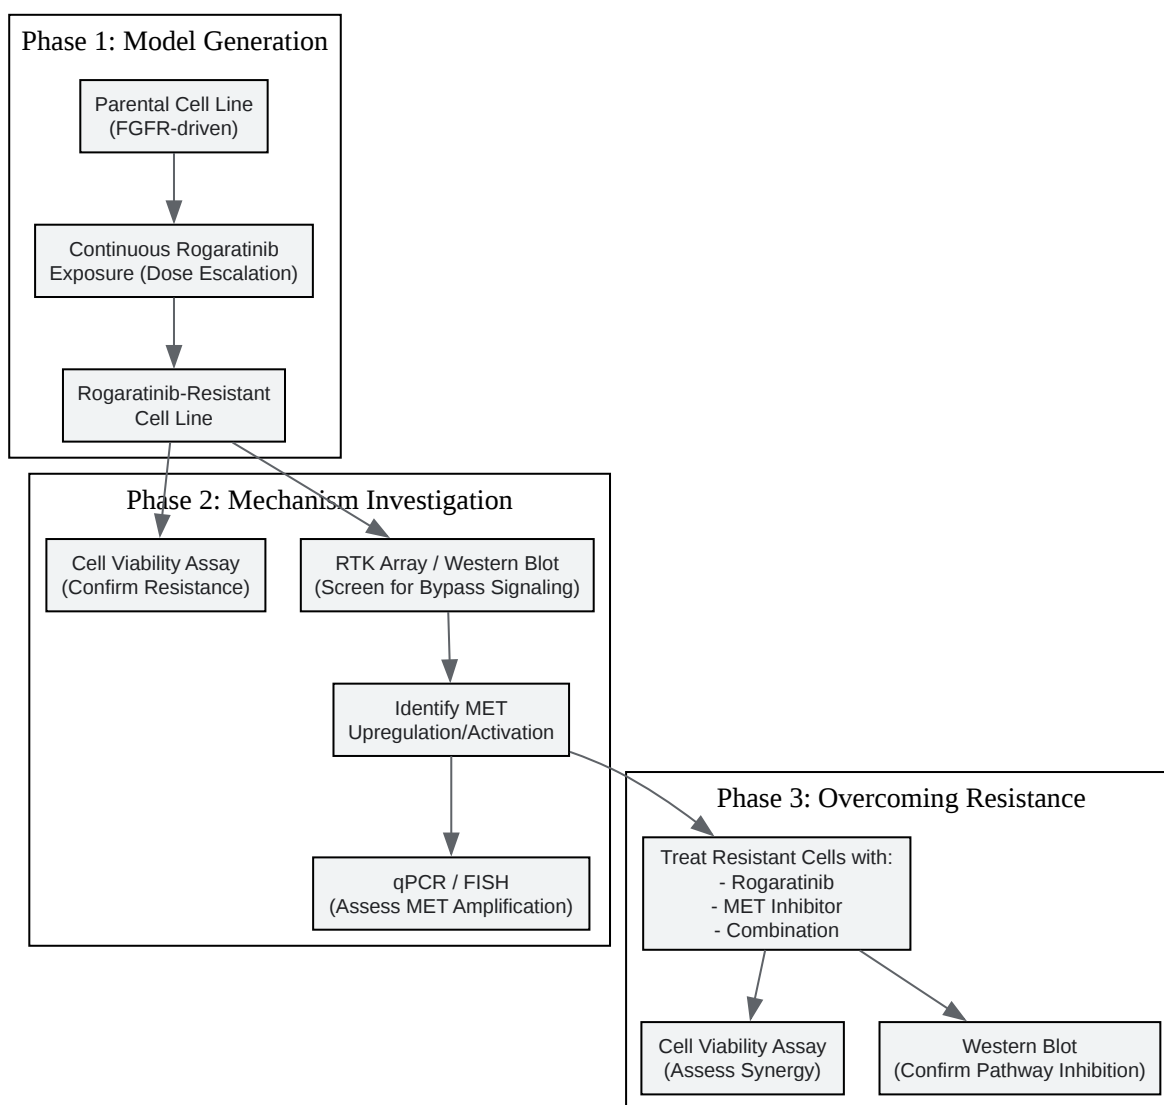 Phase 1: Model Generation
Parental Cell Line
(FGFR-driven)
Continuous Rogaratinib
Exposure (Dose Escalation)
Rogaratinib-Resistant
Cell Line
Phase 2: Mechanism Investigation
Cell Viability Assay
(Confirm Resistance)
RTK Array / Western Blot
(Screen for Bypass Signaling)
Identify MET
Upregulation/Activation
qPCR / FISH
(Assess MET Amplification)
Phase 3: Overcoming Resistance
Treat Resistant Cells with:
- Rogaratinib
- MET Inhibitor
- Combination
Cell Viability Assay
(Assess Synergy)
Western Blot
(Confirm Pathway Inhibition)